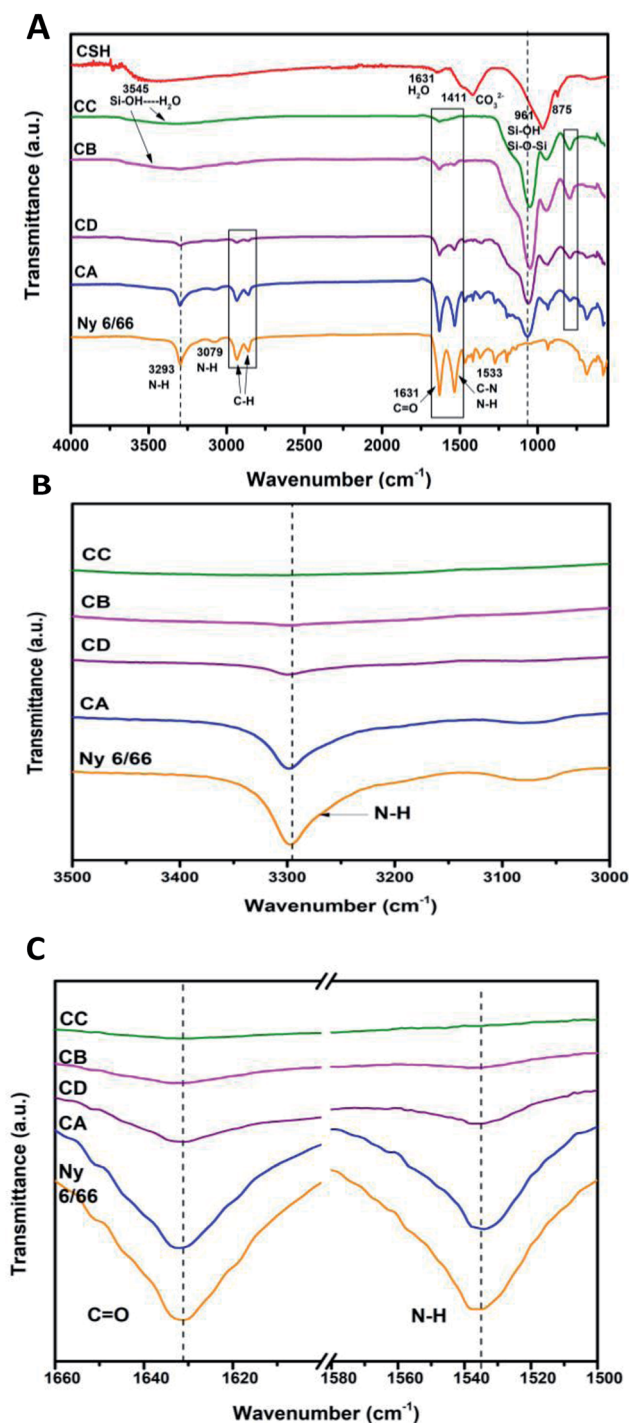 A
CSH
3545
Si-OH----H₂O
1631
H₂O
1411
CO₃²⁻
961
Si-OH
Si-O-Si
875
CC
CB
CD
CA
Ny 6/66
3293
N-H
3079
N-H
C-H
1631
C=O
1533
C-N
N-H
Transmittance (a.u.)
4000 3500 3000 2500 2000 1500 1000
Wavenumber (cm⁻¹)
B
CC
CB
CD
CA
Ny 6/66
N-H
Transmittance (a.u.)
3500 3400 3300 3200 3100 3000
Wavenumber (cm⁻¹)
C
CC
CB
CD
CA
Ny
6/66
C=O
N-H
Transmittance (a.u.)
1660 1640 1620 1580 1560 1540 1520 1500
Wavenumber (cm⁻¹)